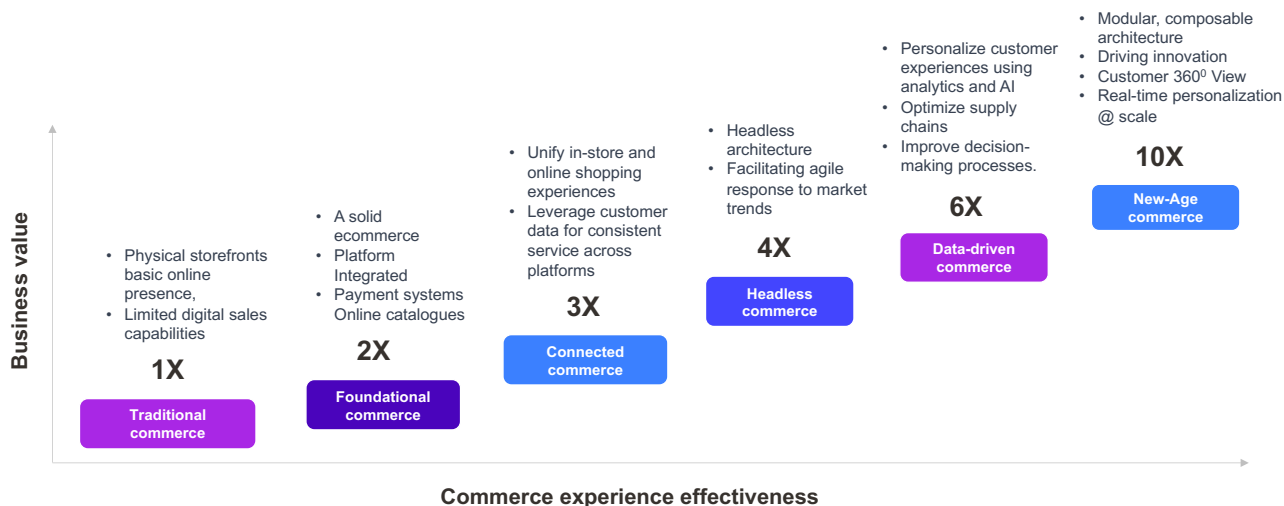 Business value
• Physical storefronts
basic online
presence,
• Limited digital sales
capabilities
1X
Traditional
commerce
• A solid
ecommerce
• Platform
Integrated
• Payment systems
Online catalogues
2X
Foundational
commerce
• Unify in-store and
online shopping
experiences
• Leverage customer
data for consistent
service across
platforms
3X
Connected
commerce
• Headless
architecture
• Facilitating agile
response to market
trends
4X
Headless
commerce
• Personalize customer
experiences using
analytics and AI
• Optimize supply
chains
• Improve decision-
making processes.
6X
Data-driven
commerce
• Modular, composable
architecture
• Driving innovation
• Customer 360⁰ View
• Real-time personalization
@ scale
10X
New-Age
commerce
Commerce experience effectiveness